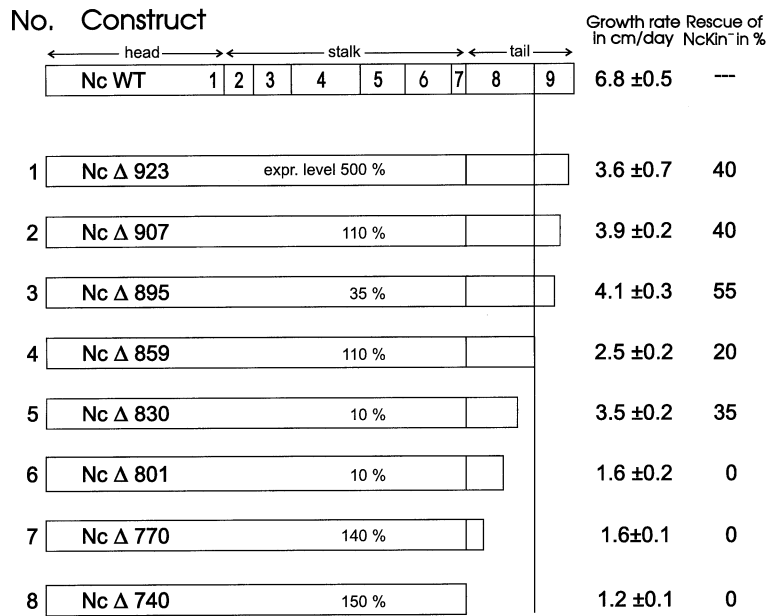 No. Construct Growth rate Rescue of
in cm/day NcKin⁻ in %
head stalk tail
Nc WT 1 2 3 4 5 6 7 8 9 6.8 ±0.5 ---
1 Nc Δ 923 expr. level 500 % 3.6 ±0.7 40
2 Nc Δ 907 110 % 3.9 ±0.2 40
3 Nc Δ 895 35 % 4.1 ±0.3 55
4 Nc Δ 859 110 % 2.5 ±0.2 20
5 Nc Δ 830 10 % 3.5 ±0.2 35
6 Nc Δ 801 10 % 1.6 ±0.2 0
7 Nc Δ 770 140 % 1.6±0.1 0
8 Nc Δ 740 150 % 1.2 ±0.1 0